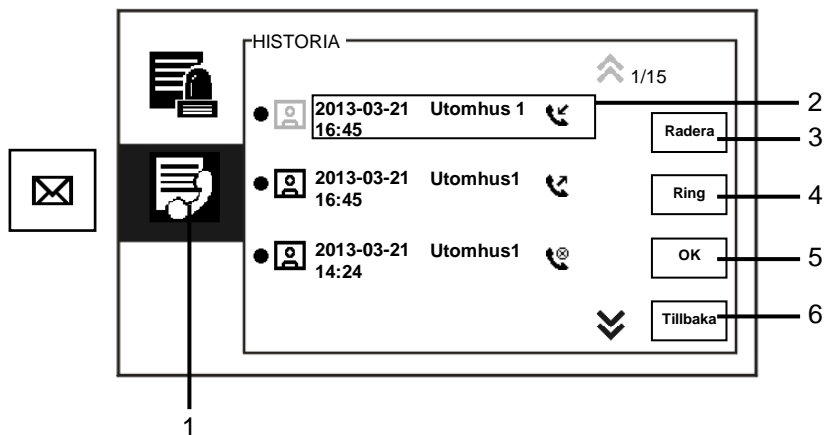 HISTORIA
1/15
2013-03-21 Utomhus 1
16:45
2
Radera
3
2013-03-21 Utomhus1
16:45
Ring
4
2013-03-21 Utomhus1
14:24
OK
5
Tillbaka
6
1